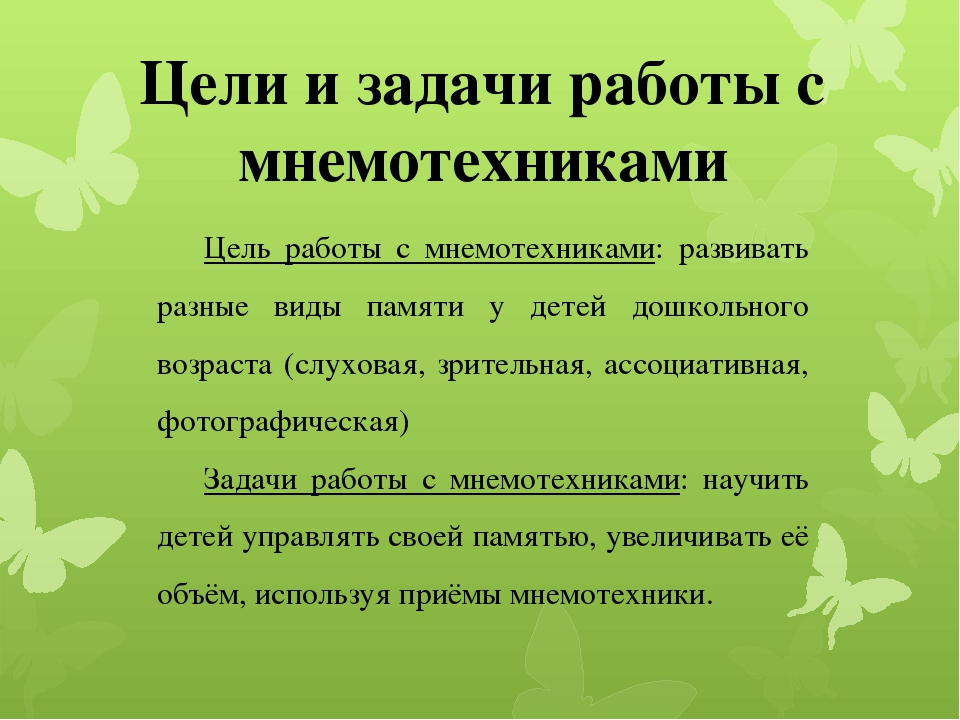 Цели и задачи работы с
мнемотехниками
Цель работы с мнемотехниками: развивать
разные виды памяти у детей дошкольного
возраста (слуховая, зрительная, ассоциативная,
фотографическая)
Задачи работы с мнемотехниками: научить
детей управлять своей памятью, увеличивать её
объём, используя приёмы мнемотехники.